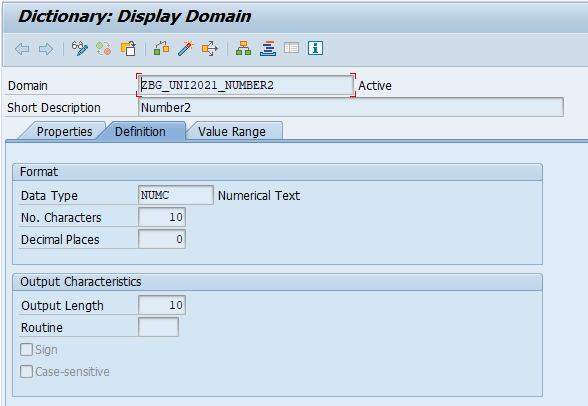 Dictionary: Display Domain
Domain ZBG_UNI2021_NUMBER2 Active
Short Description Number2
Properties Definition Value Range
Format
Data Type NUMC Numerical Text
No. Characters 10
Decimal Places 0
Output Characteristics
Output Length 10
Routine
Sign
Case-sensitive